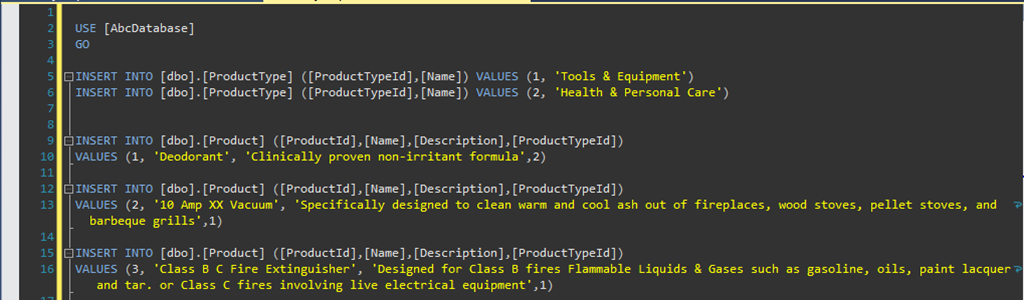 1
2 USE [AbcDatabase]
3 GO
4
5 INSERT INTO [dbo].[ProductType] ([ProductTypeId],[Name]) VALUES (1, 'Tools & Equipment')
6 INSERT INTO [dbo].[ProductType] ([ProductTypeId],[Name]) VALUES (2, 'Health & Personal Care')
7
8
9 INSERT INTO [dbo].[Product] ([ProductId],[Name],[Description],[ProductTypeId])
10 VALUES (1, 'Deodorant', 'Clinically proven non-irritant formula',2)
11
12 INSERT INTO [dbo].[Product] ([ProductId],[Name],[Description],[ProductTypeId])
13 VALUES (2, '10 Amp XX Vacuum', 'Specifically designed to clean warm and cool ash out of fireplaces, wood stoves, pellet stoves, and
barbeque grills',1)
14
15 INSERT INTO [dbo].[Product] ([ProductId],[Name],[Description],[ProductTypeId])
16 VALUES (3, 'Class B C Fire Extinguisher', 'Designed for Class B fires Flammable Liquids & Gases such as gasoline, oils, paint lacquer
and tar. or Class C fires involving live electrical equipment',1)